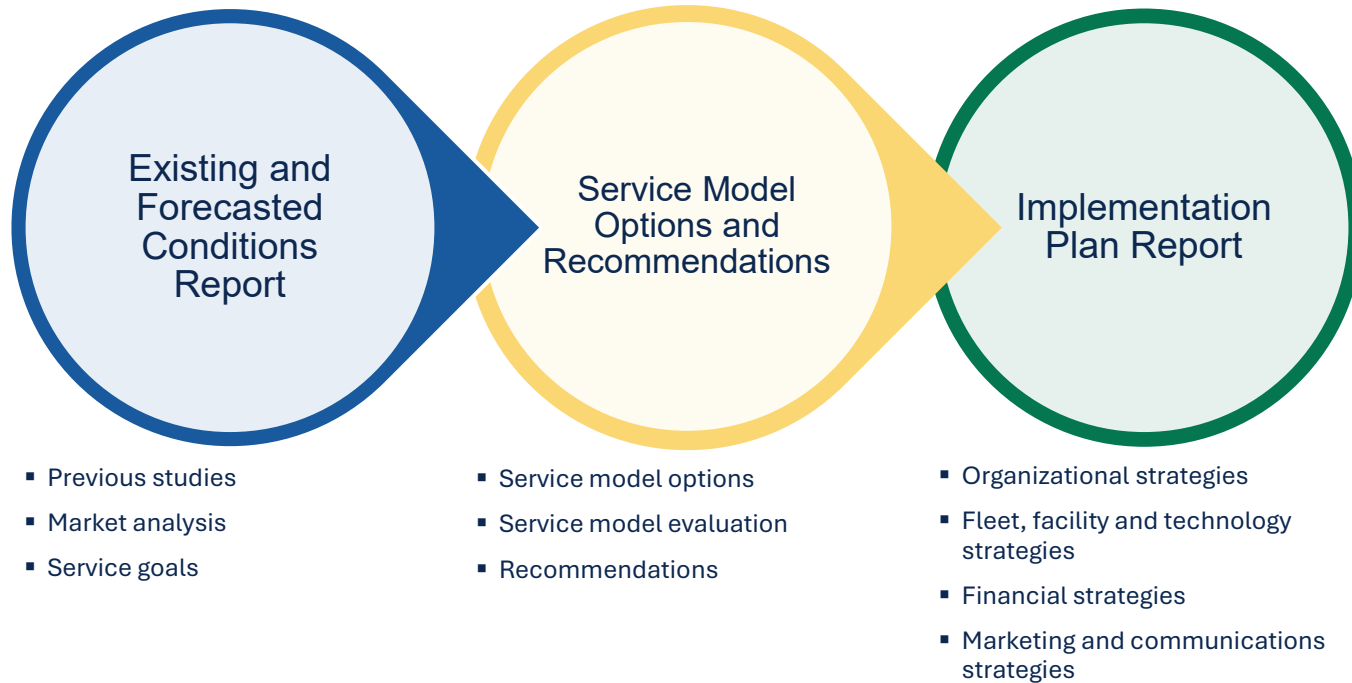 Existing and
Forecasted
Conditions
Report
Service Model
Options and
Recommendations
Implementation
Plan Report
▪ Previous studies
▪ Market analysis
▪ Service goals
▪ Service model options
▪ Service model evaluation
▪ Recommendations
▪ Organizational strategies
▪ Fleet, facility and technology
strategies
▪ Financial strategies
▪ Marketing and communications
strategies